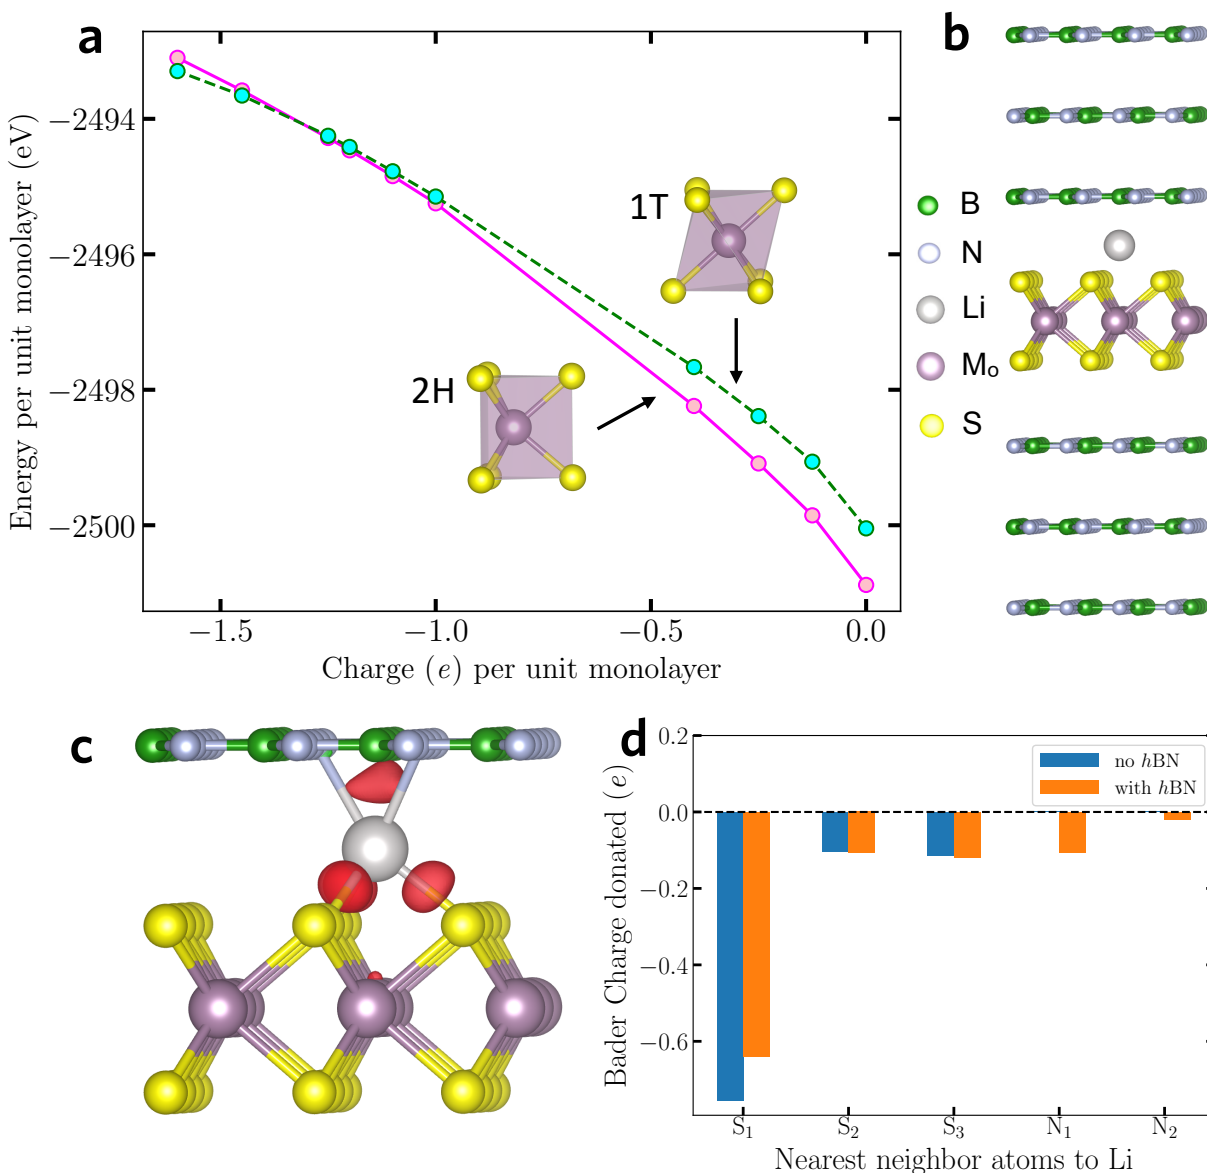 a
−2494
−2496
−2498
−2500
Energy per unit monolayer (eV)
1T
2H
−1.5
−1.0
−0.5
0.0
Charge (e) per unit monolayer
b
B
N
Li
Mo
S
c
d
0.2
0.0
−0.2
−0.4
−0.6
Bader Charge donated (e)
no hBN
with hBN
S₁
S₂
S₃
N₁
N₂
Nearest neighbor atoms to Li